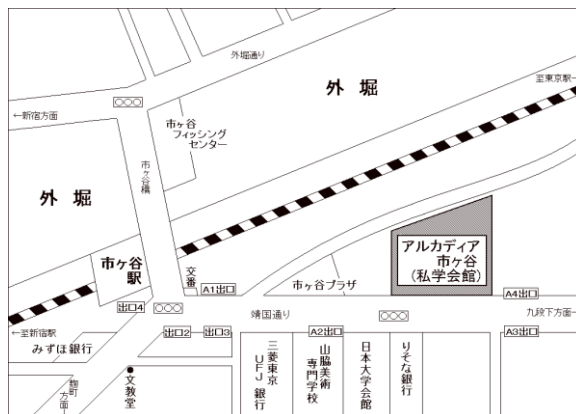 外堀通り
外 堀
至東京駅→
←新宿方面
市ヶ谷
フィッシング
センター
市ヶ谷橋
外 堀
アルカディア
市ヶ谷
(私学会館)
市ヶ谷
駅
交番
A1出口
市ヶ谷プラザ
A4出口
出口4
靖国通り
九段下方面→
←至新宿駅
出口2
出口3
A2出口
A3出口
みずほ銀行
三菱東京
UFJ銀行
山脇美術
専門学校
日本大学会館
りそな銀行
文教堂
麹町
方面